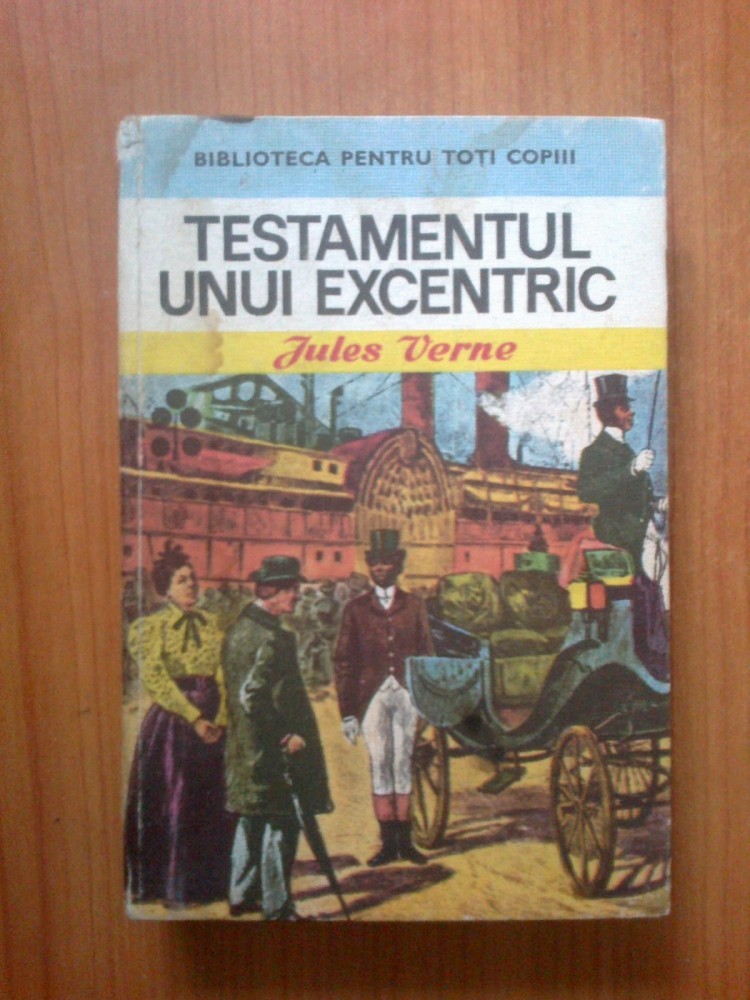 BIBLIOTECA PENTRU TOTI COPIII
TESTAMENTUL
UNUI EXCENTRIC
Jules Verne